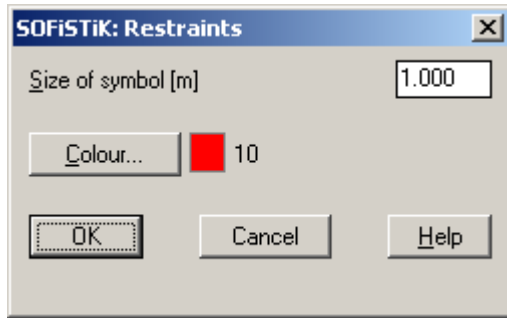 SOFiSTiK: Restraints
Size of symbol [m] 1.000
Colour... 10
OK Cancel Help